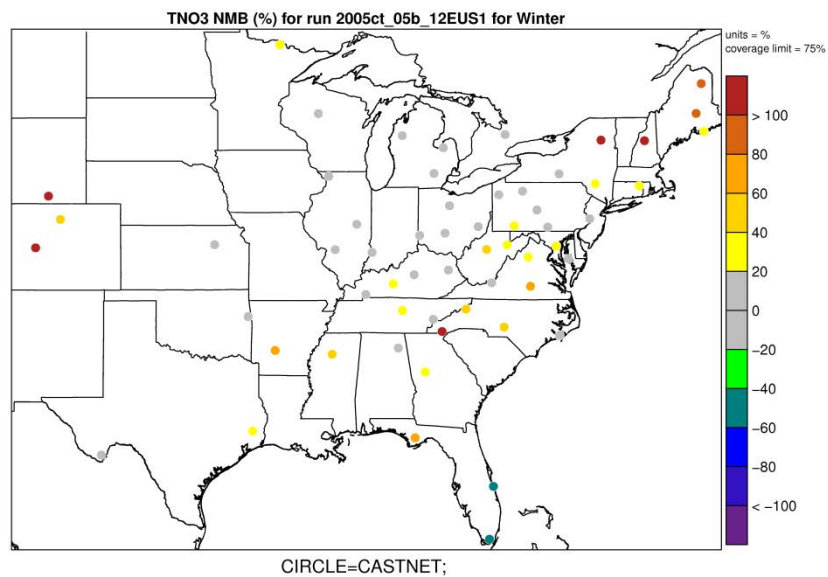 TNO3 NMB (%) for run 2005ct_05b_12EUS1 for Winter
units = %
coverage limit = 75%
> 100
80
60
40
20
0
−20
−40
−60
−80
< −100
CIRCLE=CASTNET;